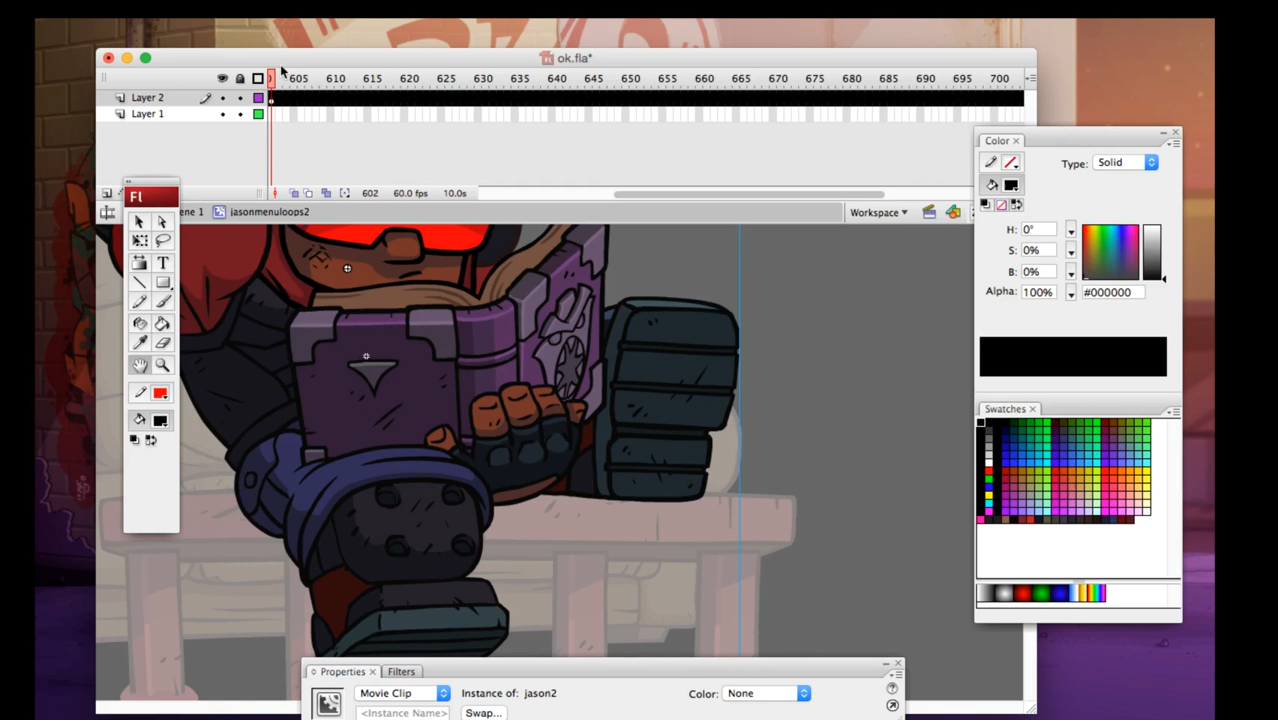 ok.fla*
605 610 615 620 625 630 635 640 645 650 655 660 665 670 675 680 685 690 695 700
Layer 2
Layer 1
602 60.0 fps 10.0s
Fl
ene 1 jasonmenuloops2
Workspace
T
Color
Type: Solid
H: 0°
S: 0%
B: 0%
Alpha: 100% #000000
Swatches
Properties Filters
Movie Clip Instance of: jason2 Color: None
<Instance Name> Swap...